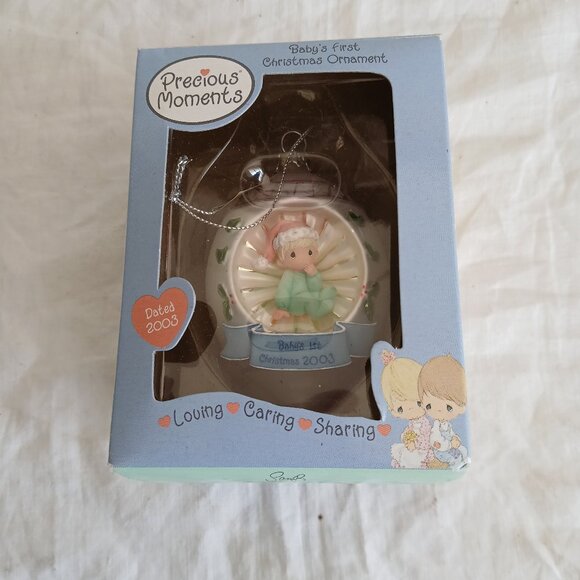 Baby's First
Christmas Ornament
Precious
Moments
Dated
2003
Baby's 1st
Christmas 2003
Loving Caring Sharing